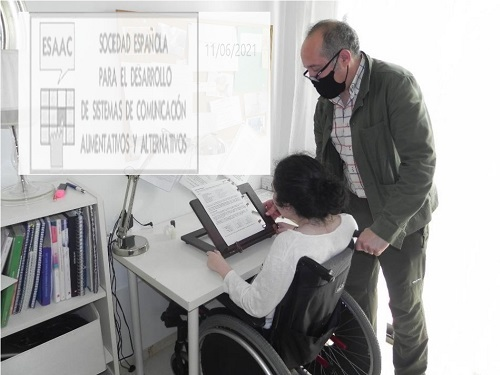 ESAAC
SOCIEDAD ESPAÑOLA
PARA EL DESARROLLO
DE SISTEMAS DE COMUNICACIÓN
AUMENTATIVOS Y ALTERNATIVOS
11/06/2021